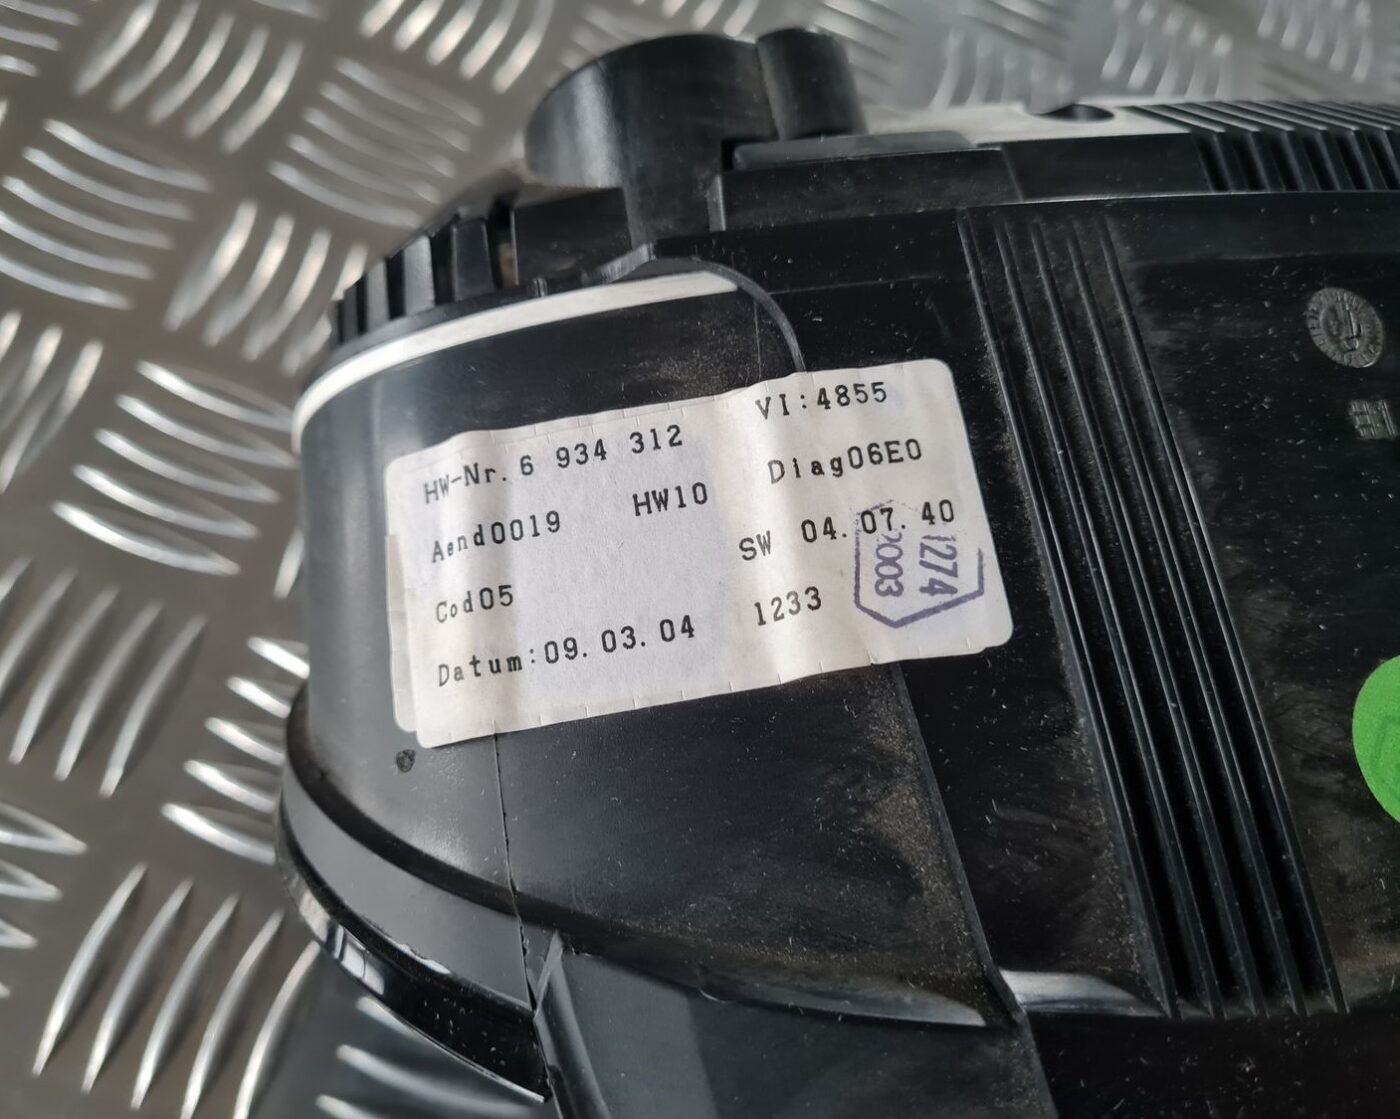 HW-Nr. 6 934 312 VI:4855
Aend0019 HW10 Diag06E0
Cod05 SW 04.07.40
Datum:09.03.04 1233
2003